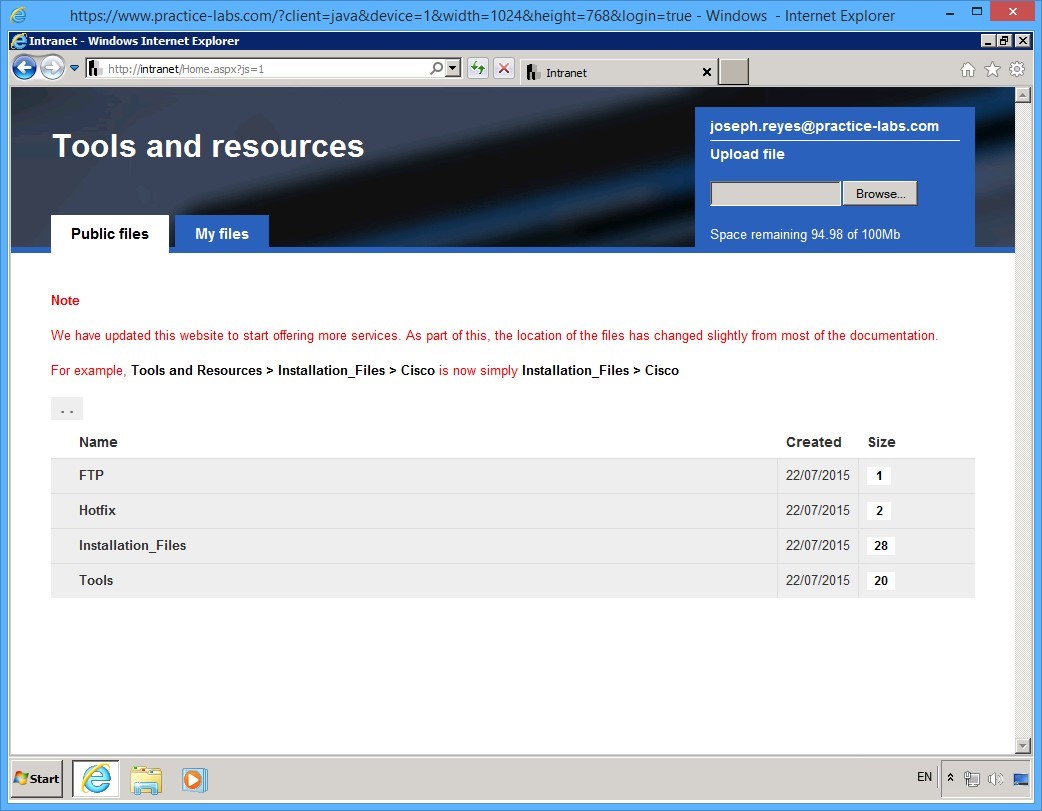 https://www.practice-labs.com/?client=java&device=1&width=1024&height=768&login=true - Windows - Internet Explorer
Intranet - Windows Internet Explorer
http://intranet/Home.aspx?js=1
Intranet
Tools and resources
joseph.reyes@practice-labs.com
Upload file
Browse...
Space remaining 94.98 of 100Mb
Public files
My files
Note
We have updated this website to start offering more services. As part of this, the location of the files has changed slightly from most of the documentation.
For example, Tools and Resources > Installation_Files > Cisco is now simply Installation_Files > Cisco
. .
Name Created Size
FTP 22/07/2015 1
Hotfix 22/07/2015 2
Installation_Files 22/07/2015 28
Tools 22/07/2015 20
Start
EN